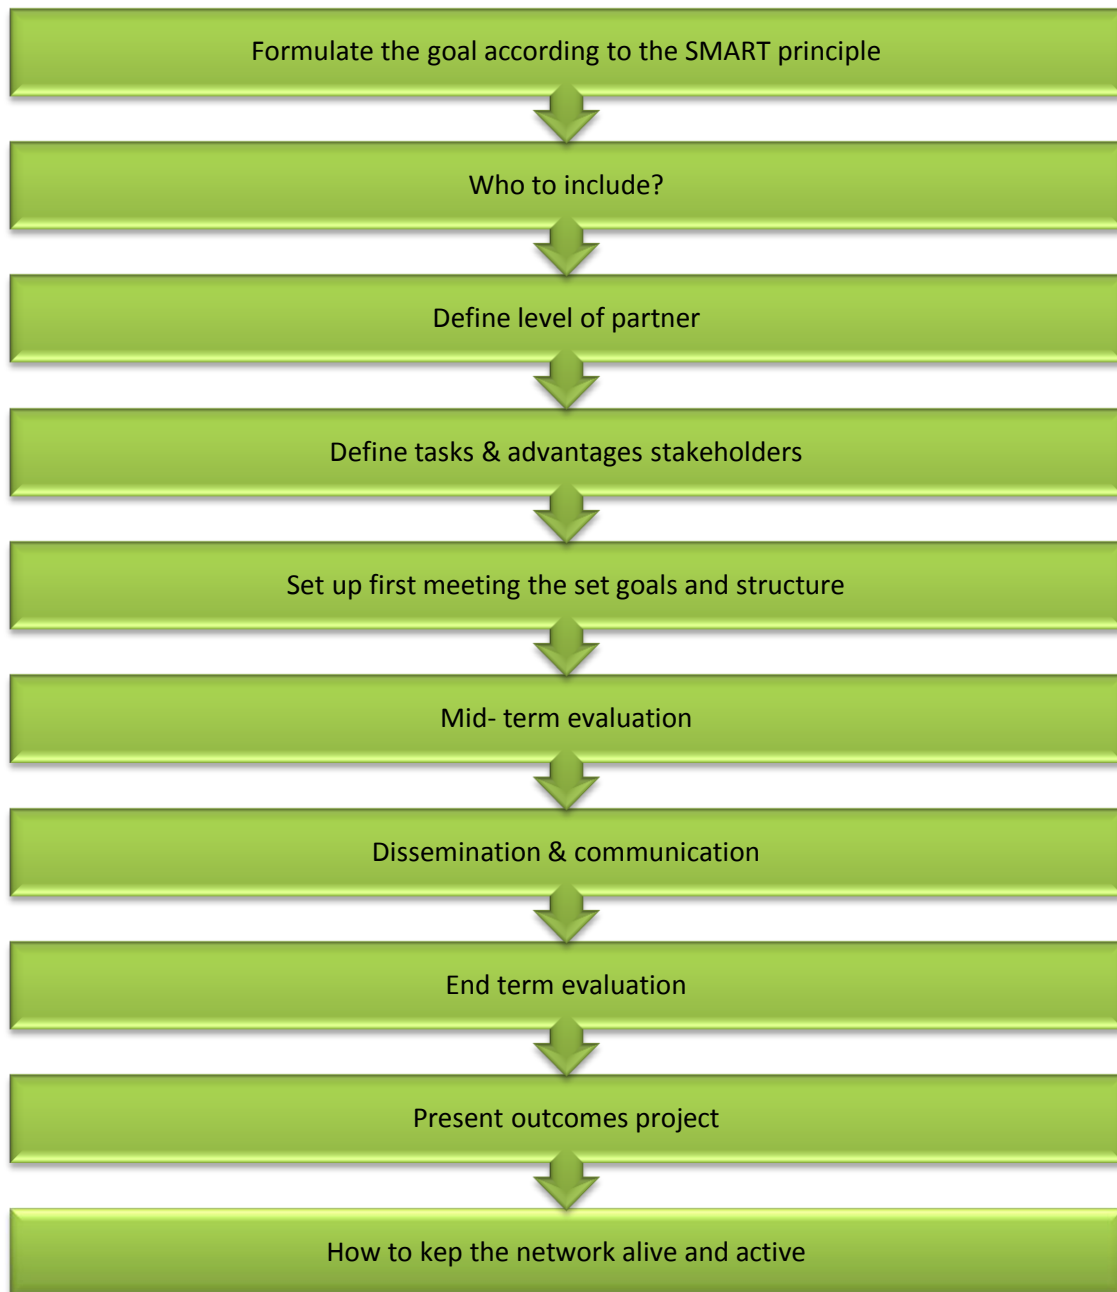 Formulate the goal according to the SMART principle
Who to include?
Define level of partner
Define tasks & advantages stakeholders
Set up first meeting the set goals and structure
Mid- term evaluation
Dissemination & communication
End term evaluation
Present outcomes project
How to kep the network alive and active